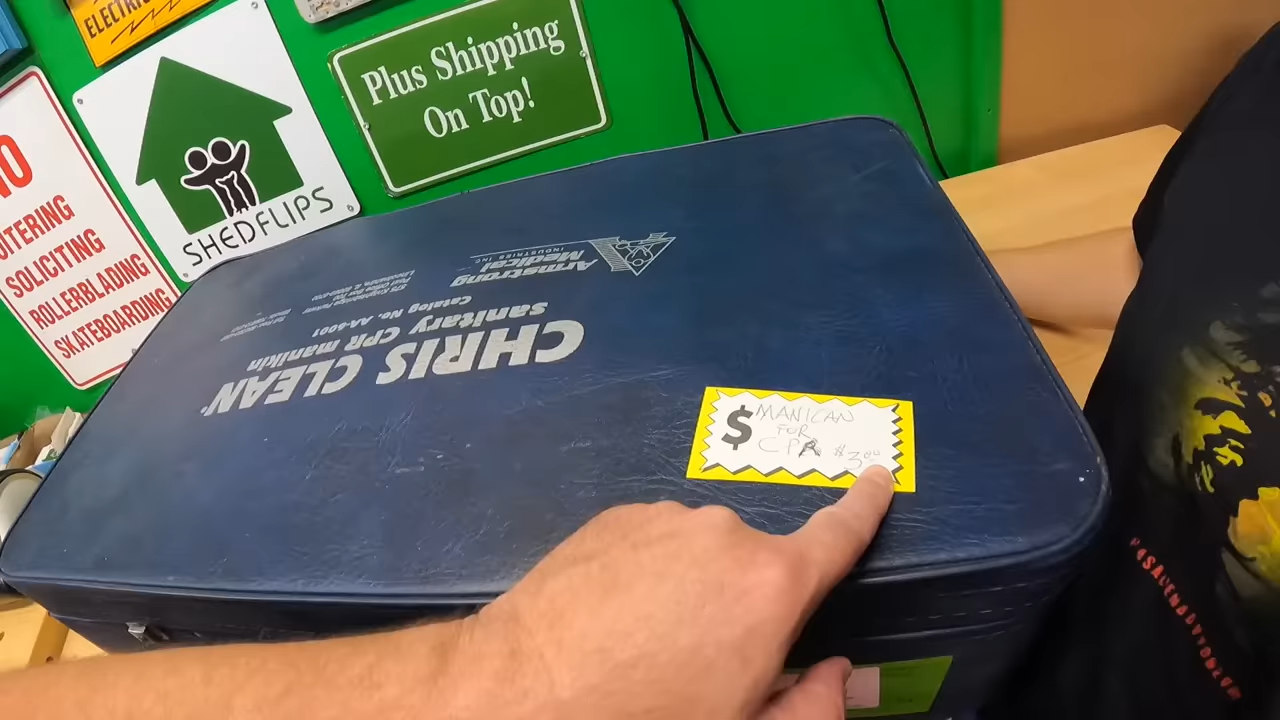 ELECTRIC
Plus Shipping
On Top!
SHEDFLIPS
SOLICITING
ROLLERBLADING
SKATEBOARDING
Armstrong
Medical
INDUSTRIES INC
Catalog No. AA-6001
sanitary CPR manikin
CHRIS CLEAN
$ MANICAN
FOR
CPR $3.00